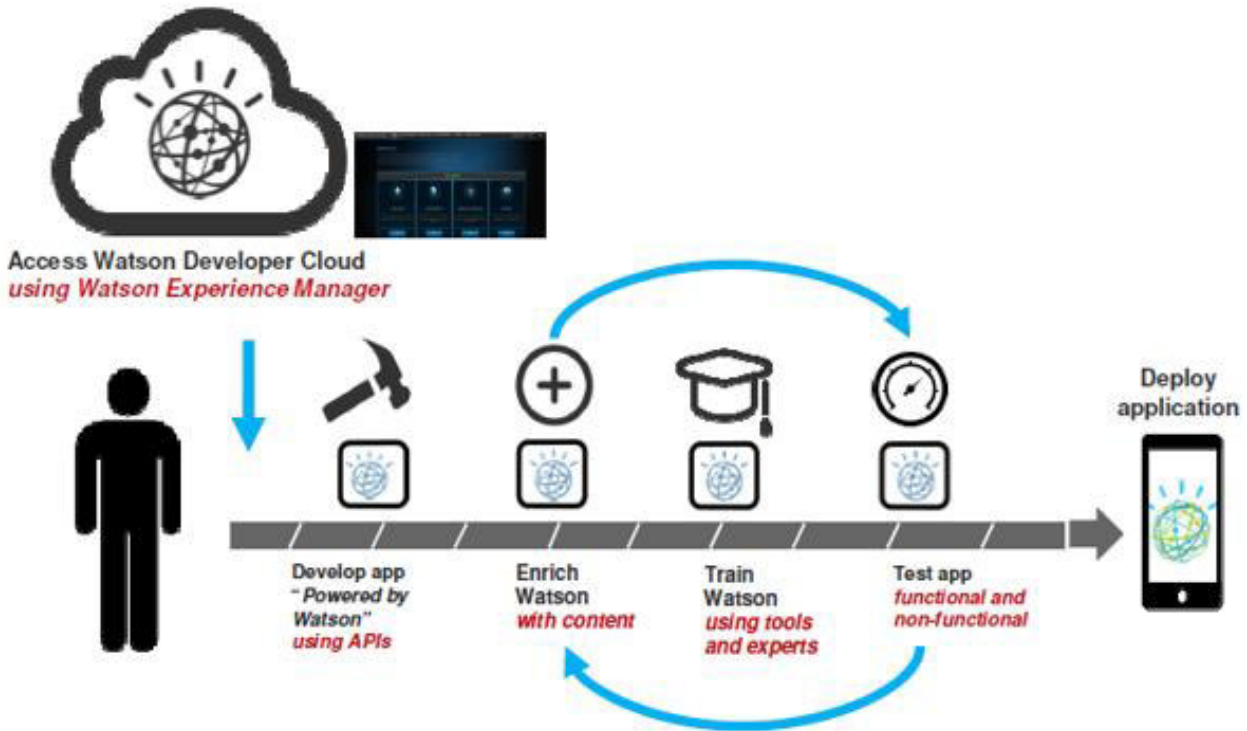 Access Watson Developer Cloud
using Watson Experience Manager
Deploy
application
Develop app
"Powered by
Watson"
using APIs
Enrich
Watson
with content
Train
Watson
using tools
and experts
Test app
functional and
non-functional